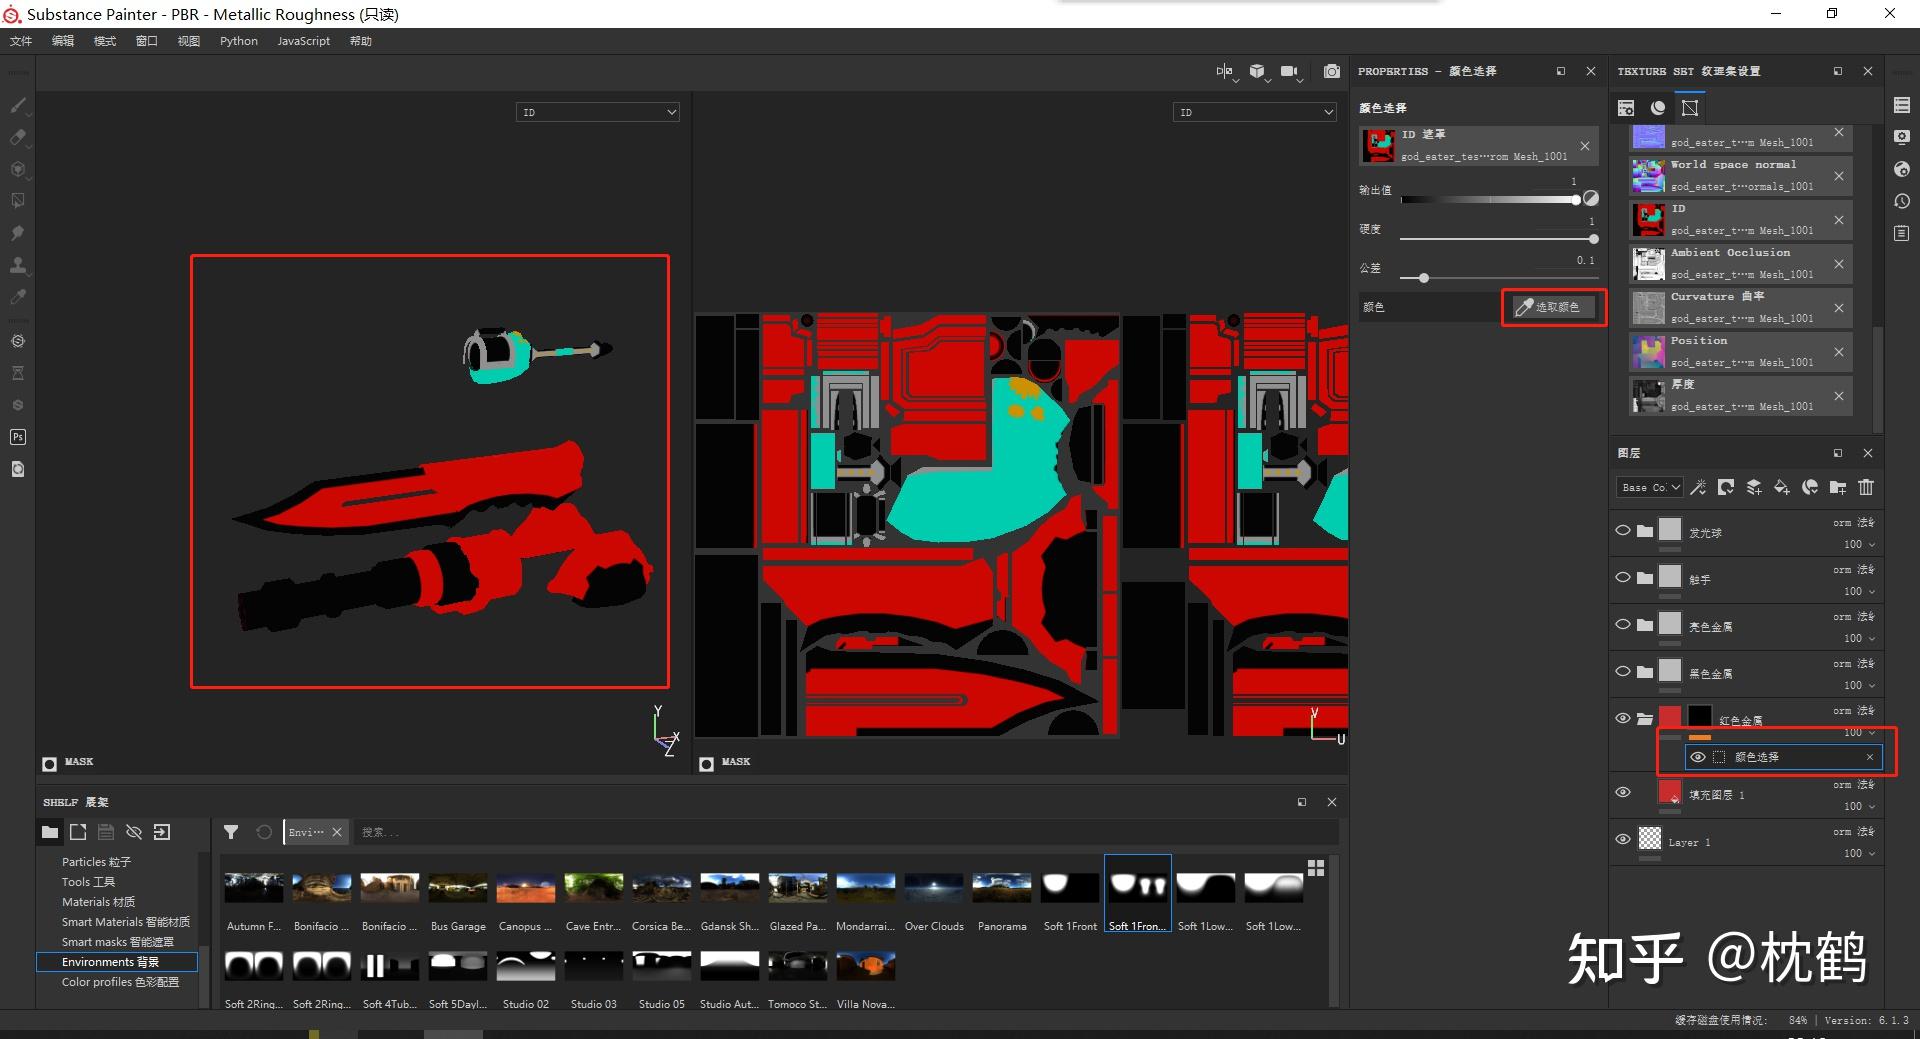 Substance Painter - PBR - Metallic Roughness (只读)
文件 编辑 模式 窗口 视图 Python JavaScript 帮助
ID
ID
MASK
MASK
PROPERTIES - 颜色选择
颜色选择
ID 遮罩
god_eater_tes···rom Mesh_1001
输出值 1
硬度 1
公差 0.1
颜色 选取颜色
TEXTURE SET 纹理集设置
god_eater_t···m Mesh_1001
World space normal
god_eater_t···ormals_1001
ID
god_eater_t···m Mesh_1001
Ambient Occlusion
god_eater_t···m Mesh_1001
Curvature 曲率
god_eater_t···m Mesh_1001
Position
god_eater_t···m Mesh_1001
厚度
god_eater_t···m Mesh_1001
图层
Base Co
发光球 orm 法线
100
触手 orm 法线
100
亮色金属 orm 法线
100
黑色金属 orm 法线
100
红色金属 orm 法线
100
颜色选择
填充图层 1 orm 法线
100
Layer 1 orm 法线
100
Ps
Y
X
Z
V
U
SHELF 展架
Envi···
搜索...
Particles 粒子
Tools 工具
Materials 材质
Smart Materials 智能材质
Smart masks 智能遮罩
Environments 背景
Color profiles 色彩配置
Autumn F... Bonifacio ... Bonifacio ... Bus Garage Canopus ... Cave Entr... Corsica Be... Gdansk Sh... Glazed Pa... Mondarrai... Over Clouds Panorama Soft 1Front Soft 1Fron... Soft 1Low... Soft 1Low...
Soft 2Ring... Soft 2Ring... Soft 4Tub... Soft 5Dayl... Studio 02 Studio 03 Studio 05 Studio Aut... Tomoco St... Villa Nova...
知乎 @枕鹤
缓存磁盘使用情况: 84% | Version: 6.1.3